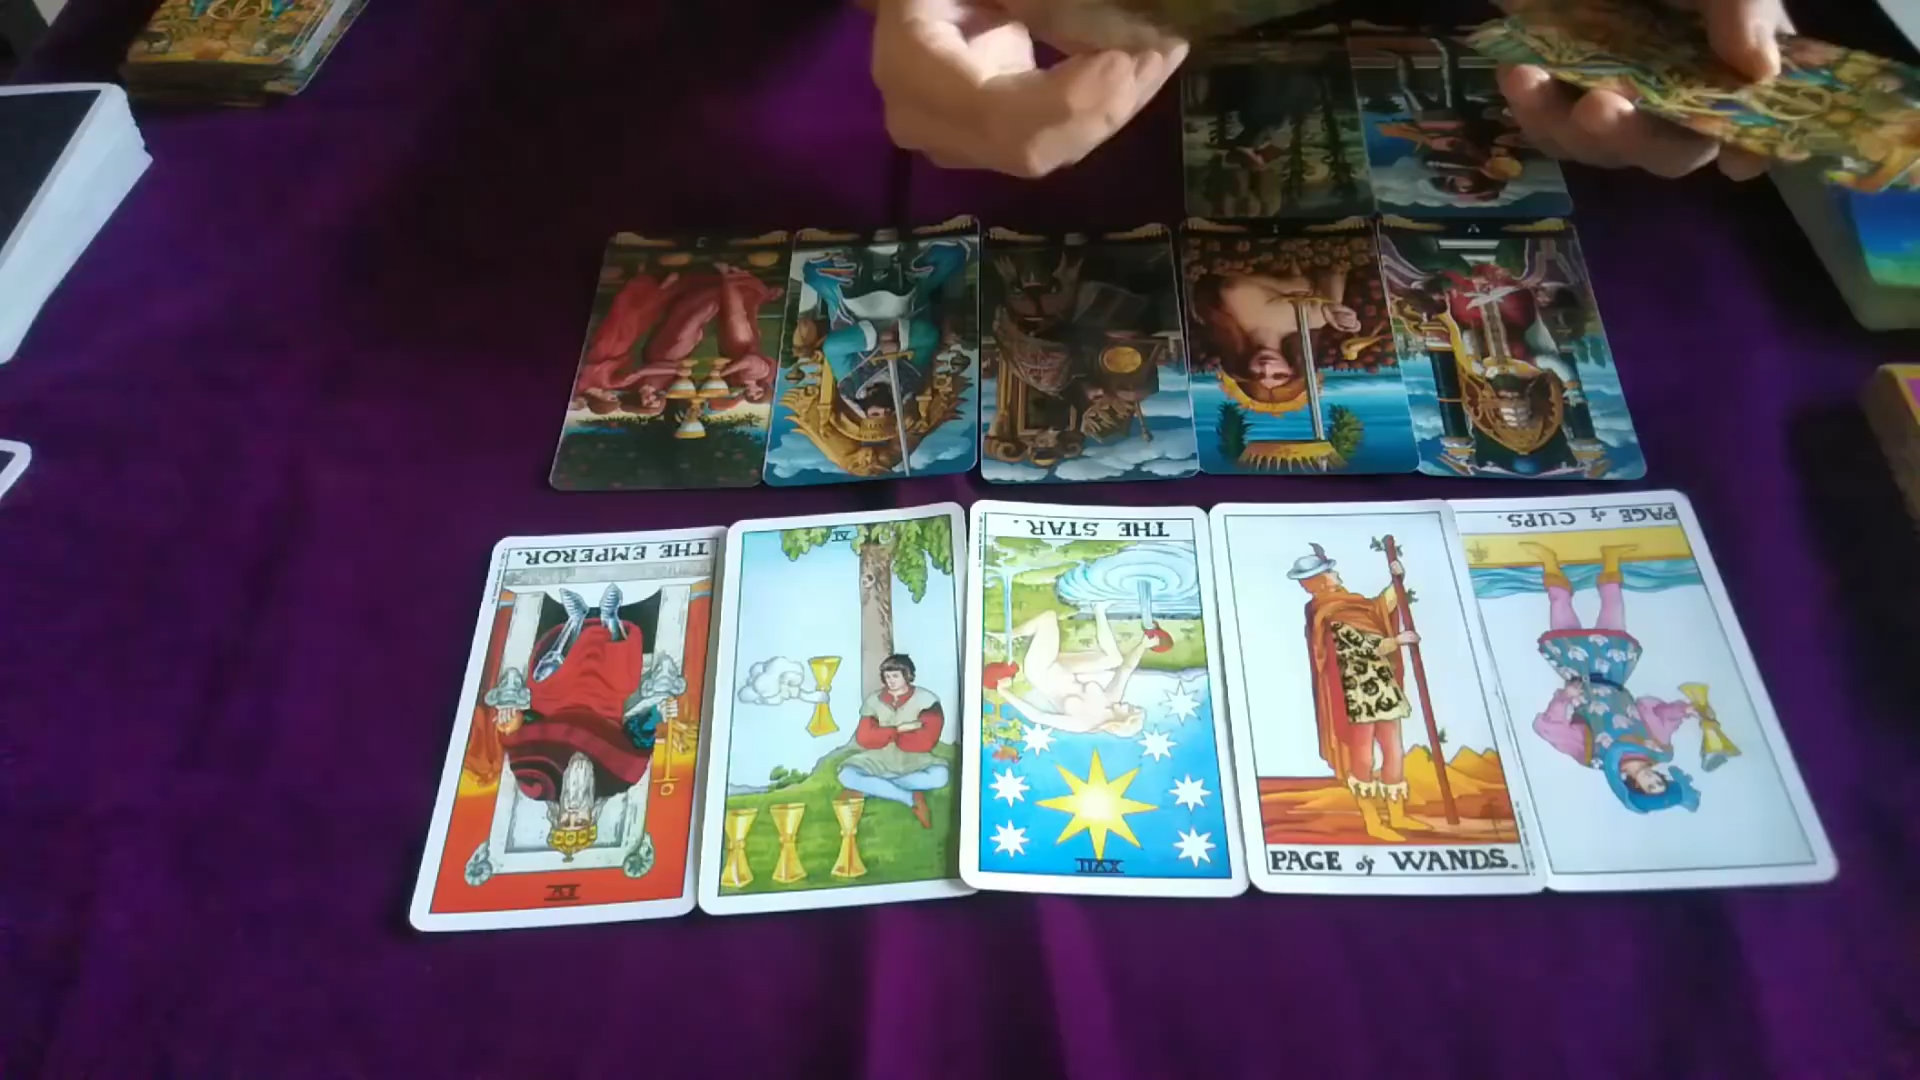 THE EMPEROR.
IV
IV
THE STAR.
XVII
PAGE of WANDS.
PAGE of CUPS.